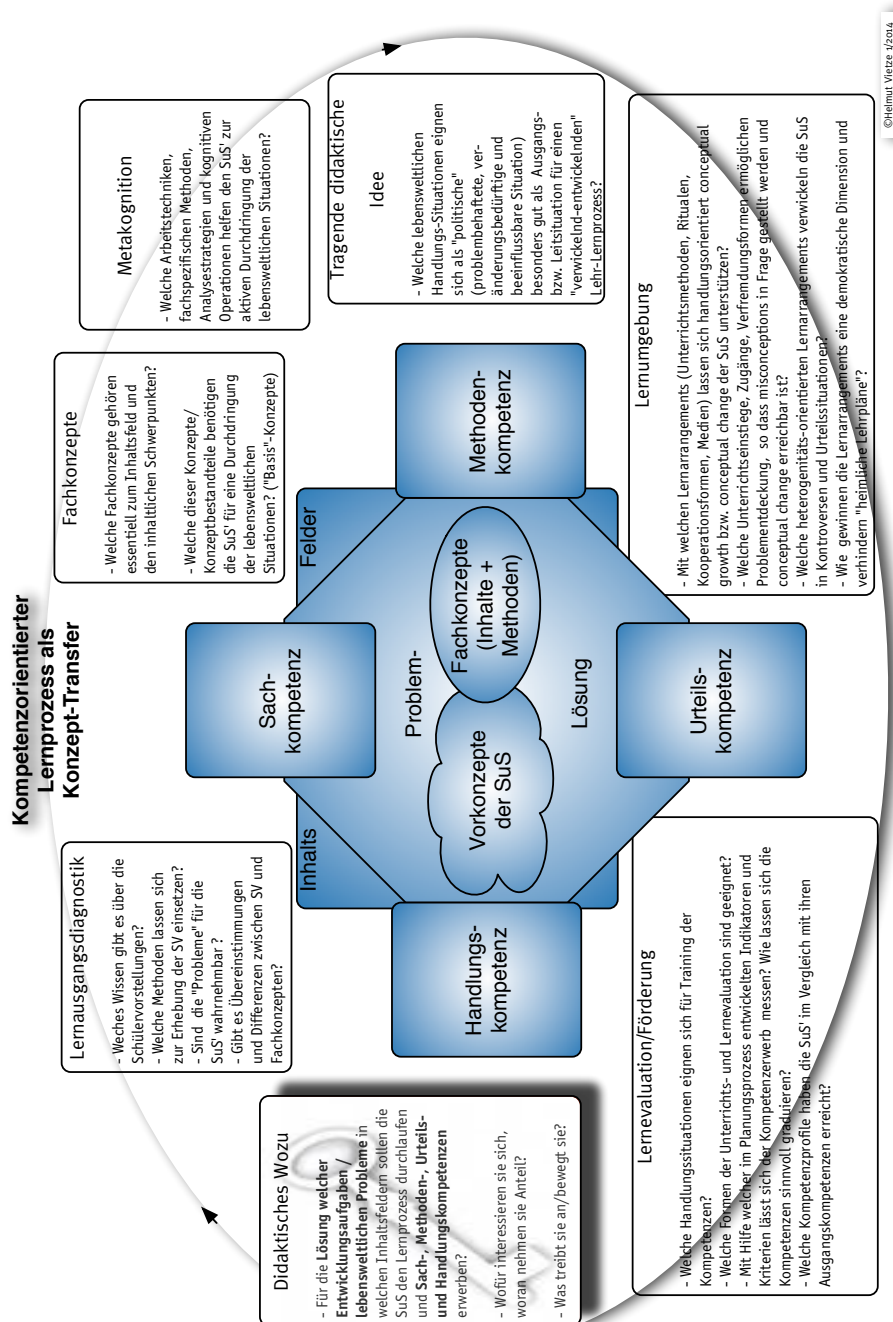 Kompetenzorientierter
Lernprozess als
Konzept-Transfer
Didaktisches Wozu
- Für die Lösung welcher
Entwicklungsaufgaben /
lebensweltlichen Probleme in
welchen Inhaltsfeldern sollen die
SuS den Lernprozess durchlaufen
und Sach-, Methoden-, Urteils-
und Handlungskompetenzen
erwerben?
- Wofür interessieren sie sich,
woran nehmen sie Anteil?
- Was treibt sie an/bewegt sie?
Lernausgangsdiagnostik
- Weches Wissen gibt es über die
Schülervorstellungen?
- Welche Methoden lassen sich
zur Erhebung der SV einsetzen?
- Sind die "Probleme" für die
SuS' wahrnehmbar ?
- Gibt es Übereinstimmungen
und Differenzen zwischen SV und
Fachkonzepten?
Fachkonzepte
- Welche Fachkonzepte gehören
essentiell zum Inhaltsfeld und
den inhaltlichen Schwerpunkten?
- Welche dieser Konzepte/
Konzeptbestandteile benötigen
die SuS' für eine Durchdringung
der lebensweltlichen
Situationen? ("Basis"-Konzepte)
Metakognition
- Welche Arbeitstechniken,
fachspezifischen Methoden,
Analysestrategien und kognitiven
Operationen helfen den SuS' zur
aktiven Durchdringung der
lebensweltlichen Situationen?
Tragende didaktische
Idee
- Welche lebensweltlichen
Handlungs-Situationen eignen
sich als "politische"
(problembehaftete, ver-
änderungsbedürftige und
beeinflussbare Situation)
besonders gut als Ausgangs-
bzw. Leitsituation für einen
"verwickelnd-entwickelnden"
Lehr-Lernprozess?
Inhalts
Felder
Sach-
kompetenz
Handlungs-
kompetenz
Methoden-
kompetenz
Urteils-
kompetenz
Problem-
Vorkonzepte
der SuS
Fachkonzepte
(Inhalte +
Methoden)
Lösung
Lernevaluation/Förderung
- Welche Handlungssituationen eignen sich für Training der
Kompetenzen?
- Welche Formen der Unterrichts- und Lernevaluation sind geeignet?
- Mit Hilfe welcher im Planungsprozess entwickelten Indikatoren und
Kriterien lässt sich der Kompetenzerwerb messen? Wie lassen sich die
Kompetenzen sinnvoll graduieren?
- Welche Kompetenzprofile haben die SuS' im Vergleich mit ihren
Ausgangskompetenzen erreicht?
Lernumgebung
- Mit welchen Lernarrangements (Unterrichtsmethoden, Ritualen,
Kooperationsformen, Medien) lassen sich handlungsorientiert conceptual
growth bzw. conceptual change der SuS unterstützen?
- Welche Unterrichtseinstiege, Zugänge, Verfremdungsformen ermöglichen
Problementdeckung, so dass misconceptions in Frage gestellt werden und
conceptual change erreichbar ist?
- Welche heterogenitäts-orientierten Lernarrangements verwickeln die SuS
in Kontroversen und Urteilssituationen?
- Wie gewinnen die Lernarrangements eine demokratische Dimension und
verhindern "heimliche Lehrpläne"?
©Helmut Vietze 1/2014